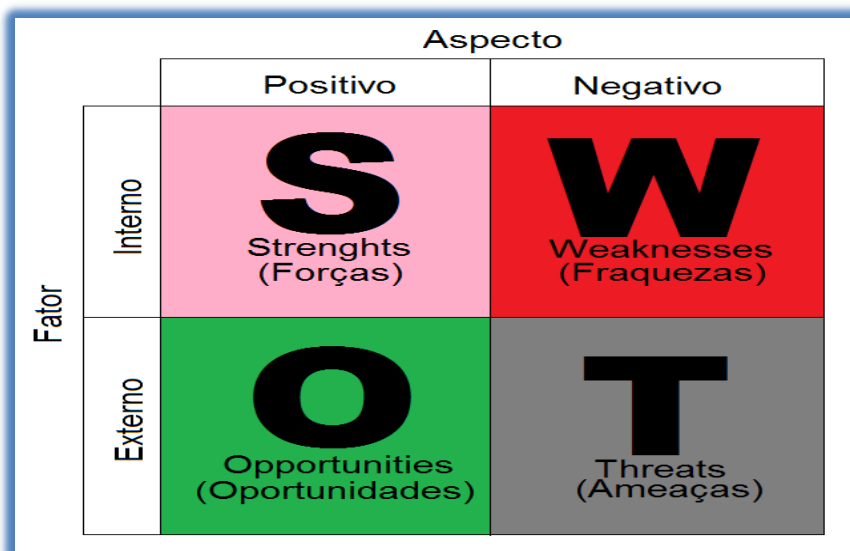 Aspecto
Positivo
Negativo
Fator
Interno
S
Strenghts
(Forças)
W
Weaknesses
(Fraquezas)
Externo
O
Opportunities
(Oportunidades)
T
Threats
(Ameaças)